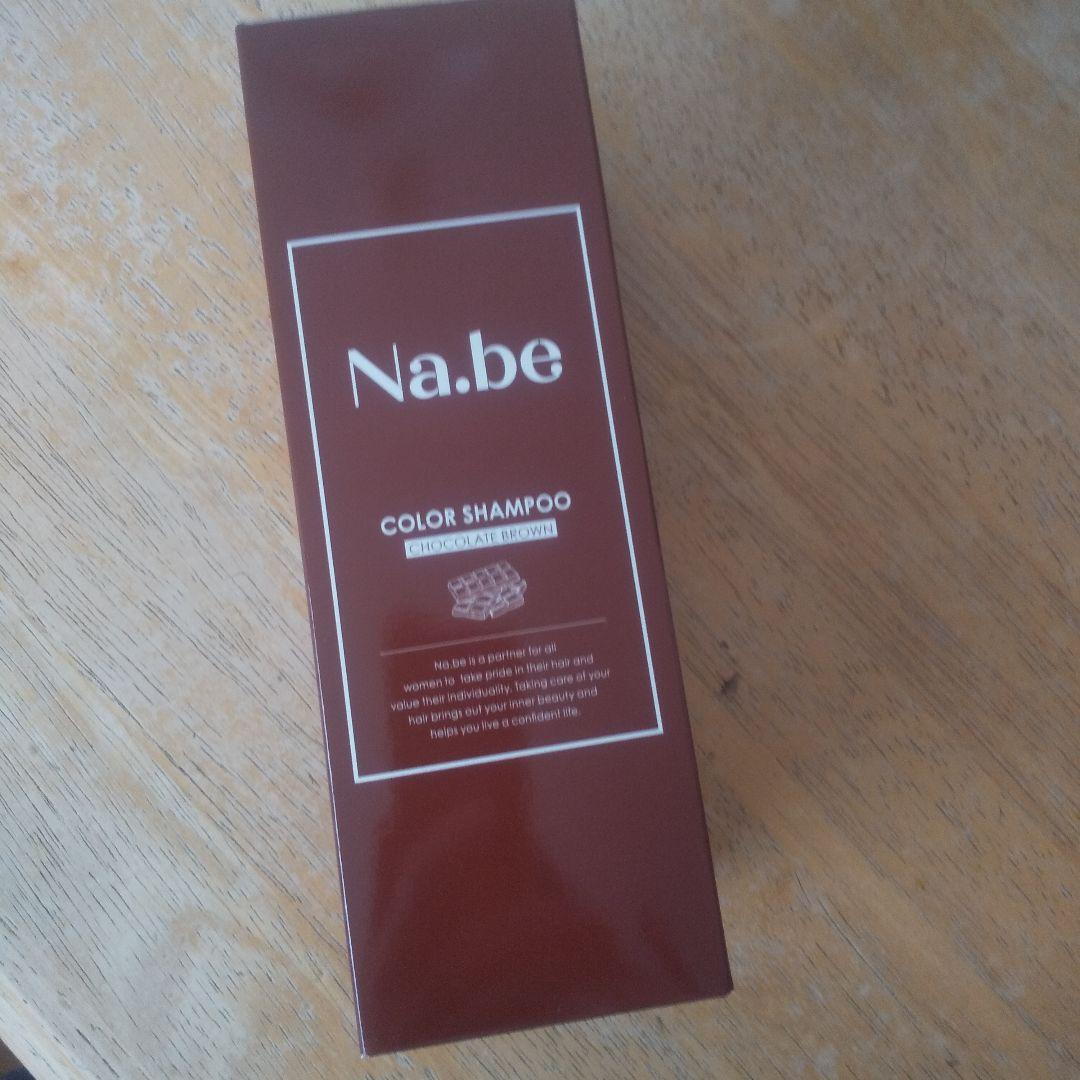 Na.be
COLOR SHAMPOO
CHOCOLATE BROWN
Na.be is a partner for all
women to take pride in their hair and
value their individuality. Taking care of your
hair brings out your inner beauty and
helps you live a confident life.